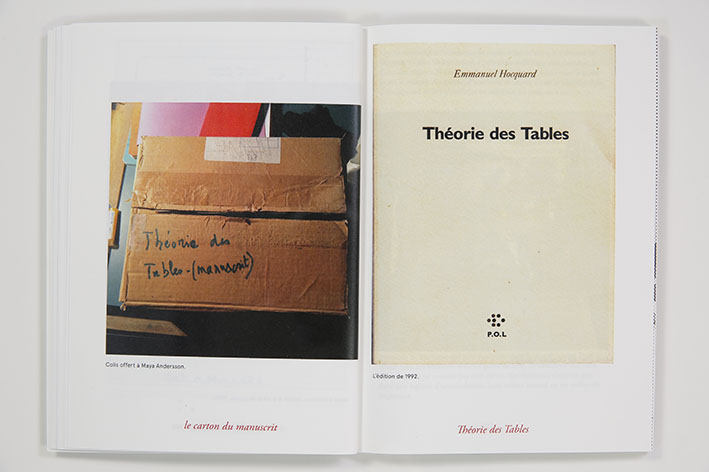 Théorie des
Tables-(manuscrit)
Colis offert à Maya Andersson.
le carton du manuscrit
Emmanuel Hocquard
Théorie des Tables
P.O.L
L'édition de 1992.
Théorie des Tables